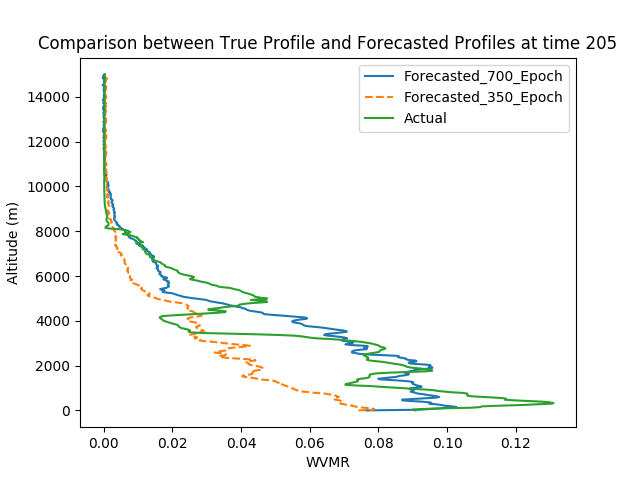 Comparison between True Profile and Forecasted Profiles at time 205
Forecasted_700_Epoch
Forecasted_350_Epoch
Actual
14000
12000
10000
8000
6000
4000
2000
0
Altitude (m)
0.00 0.02 0.04 0.06 0.08 0.10 0.12
WVMR